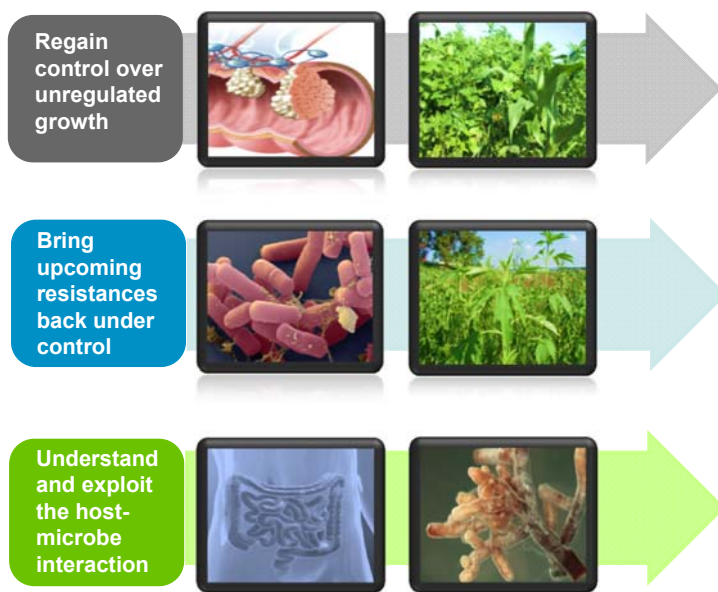 Regain
control over
unregulated
growth
Bring
upcoming
resistances
back under
control
Understand
and exploit
the host-
microbe
interaction